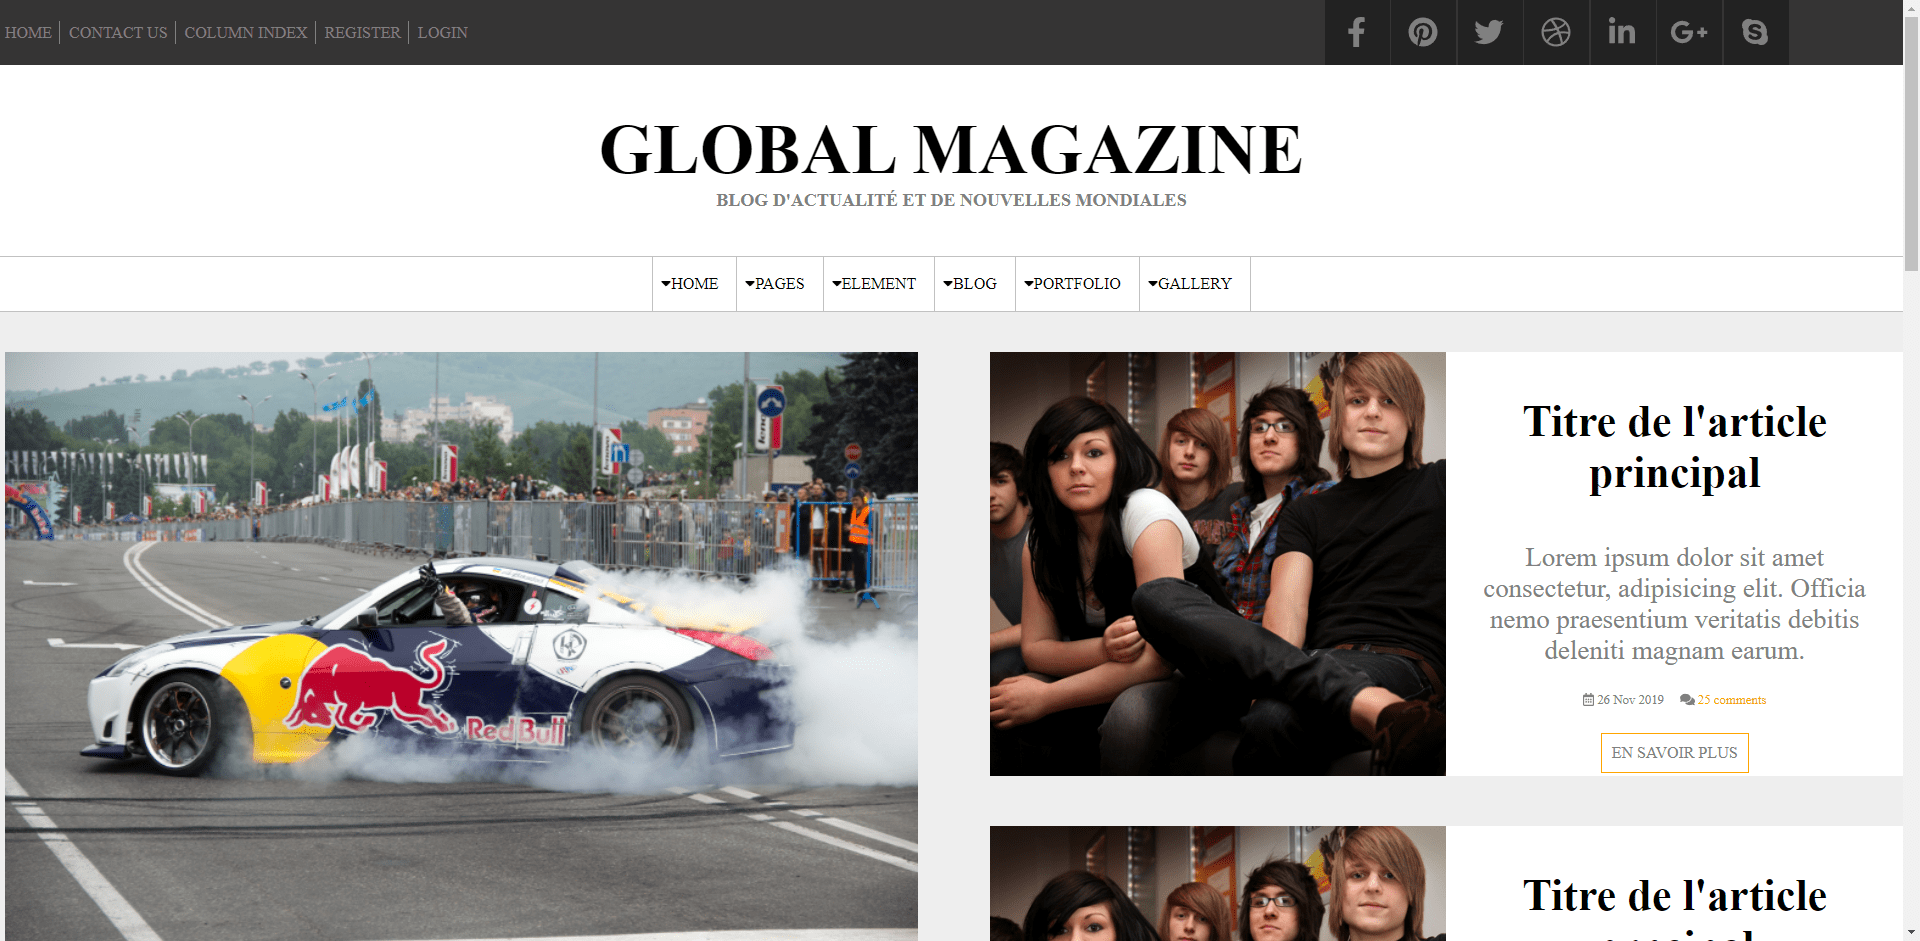 HOME CONTACT US COLUMN INDEX REGISTER LOGIN
GLOBAL MAGAZINE
BLOG D'ACTUALITÉ ET DE NOUVELLES MONDIALES
HOME PAGES ELEMENT BLOG PORTFOLIO GALLERY
Red Bull
Titre de l'article
principal
Lorem ipsum dolor sit amet
consectetur, adipisicing elit. Officia
nemo praesentium veritatis debitis
deleniti magnam earum.
26 Nov 2019 25 comments
EN SAVOIR PLUS
Titre de l'article
principal